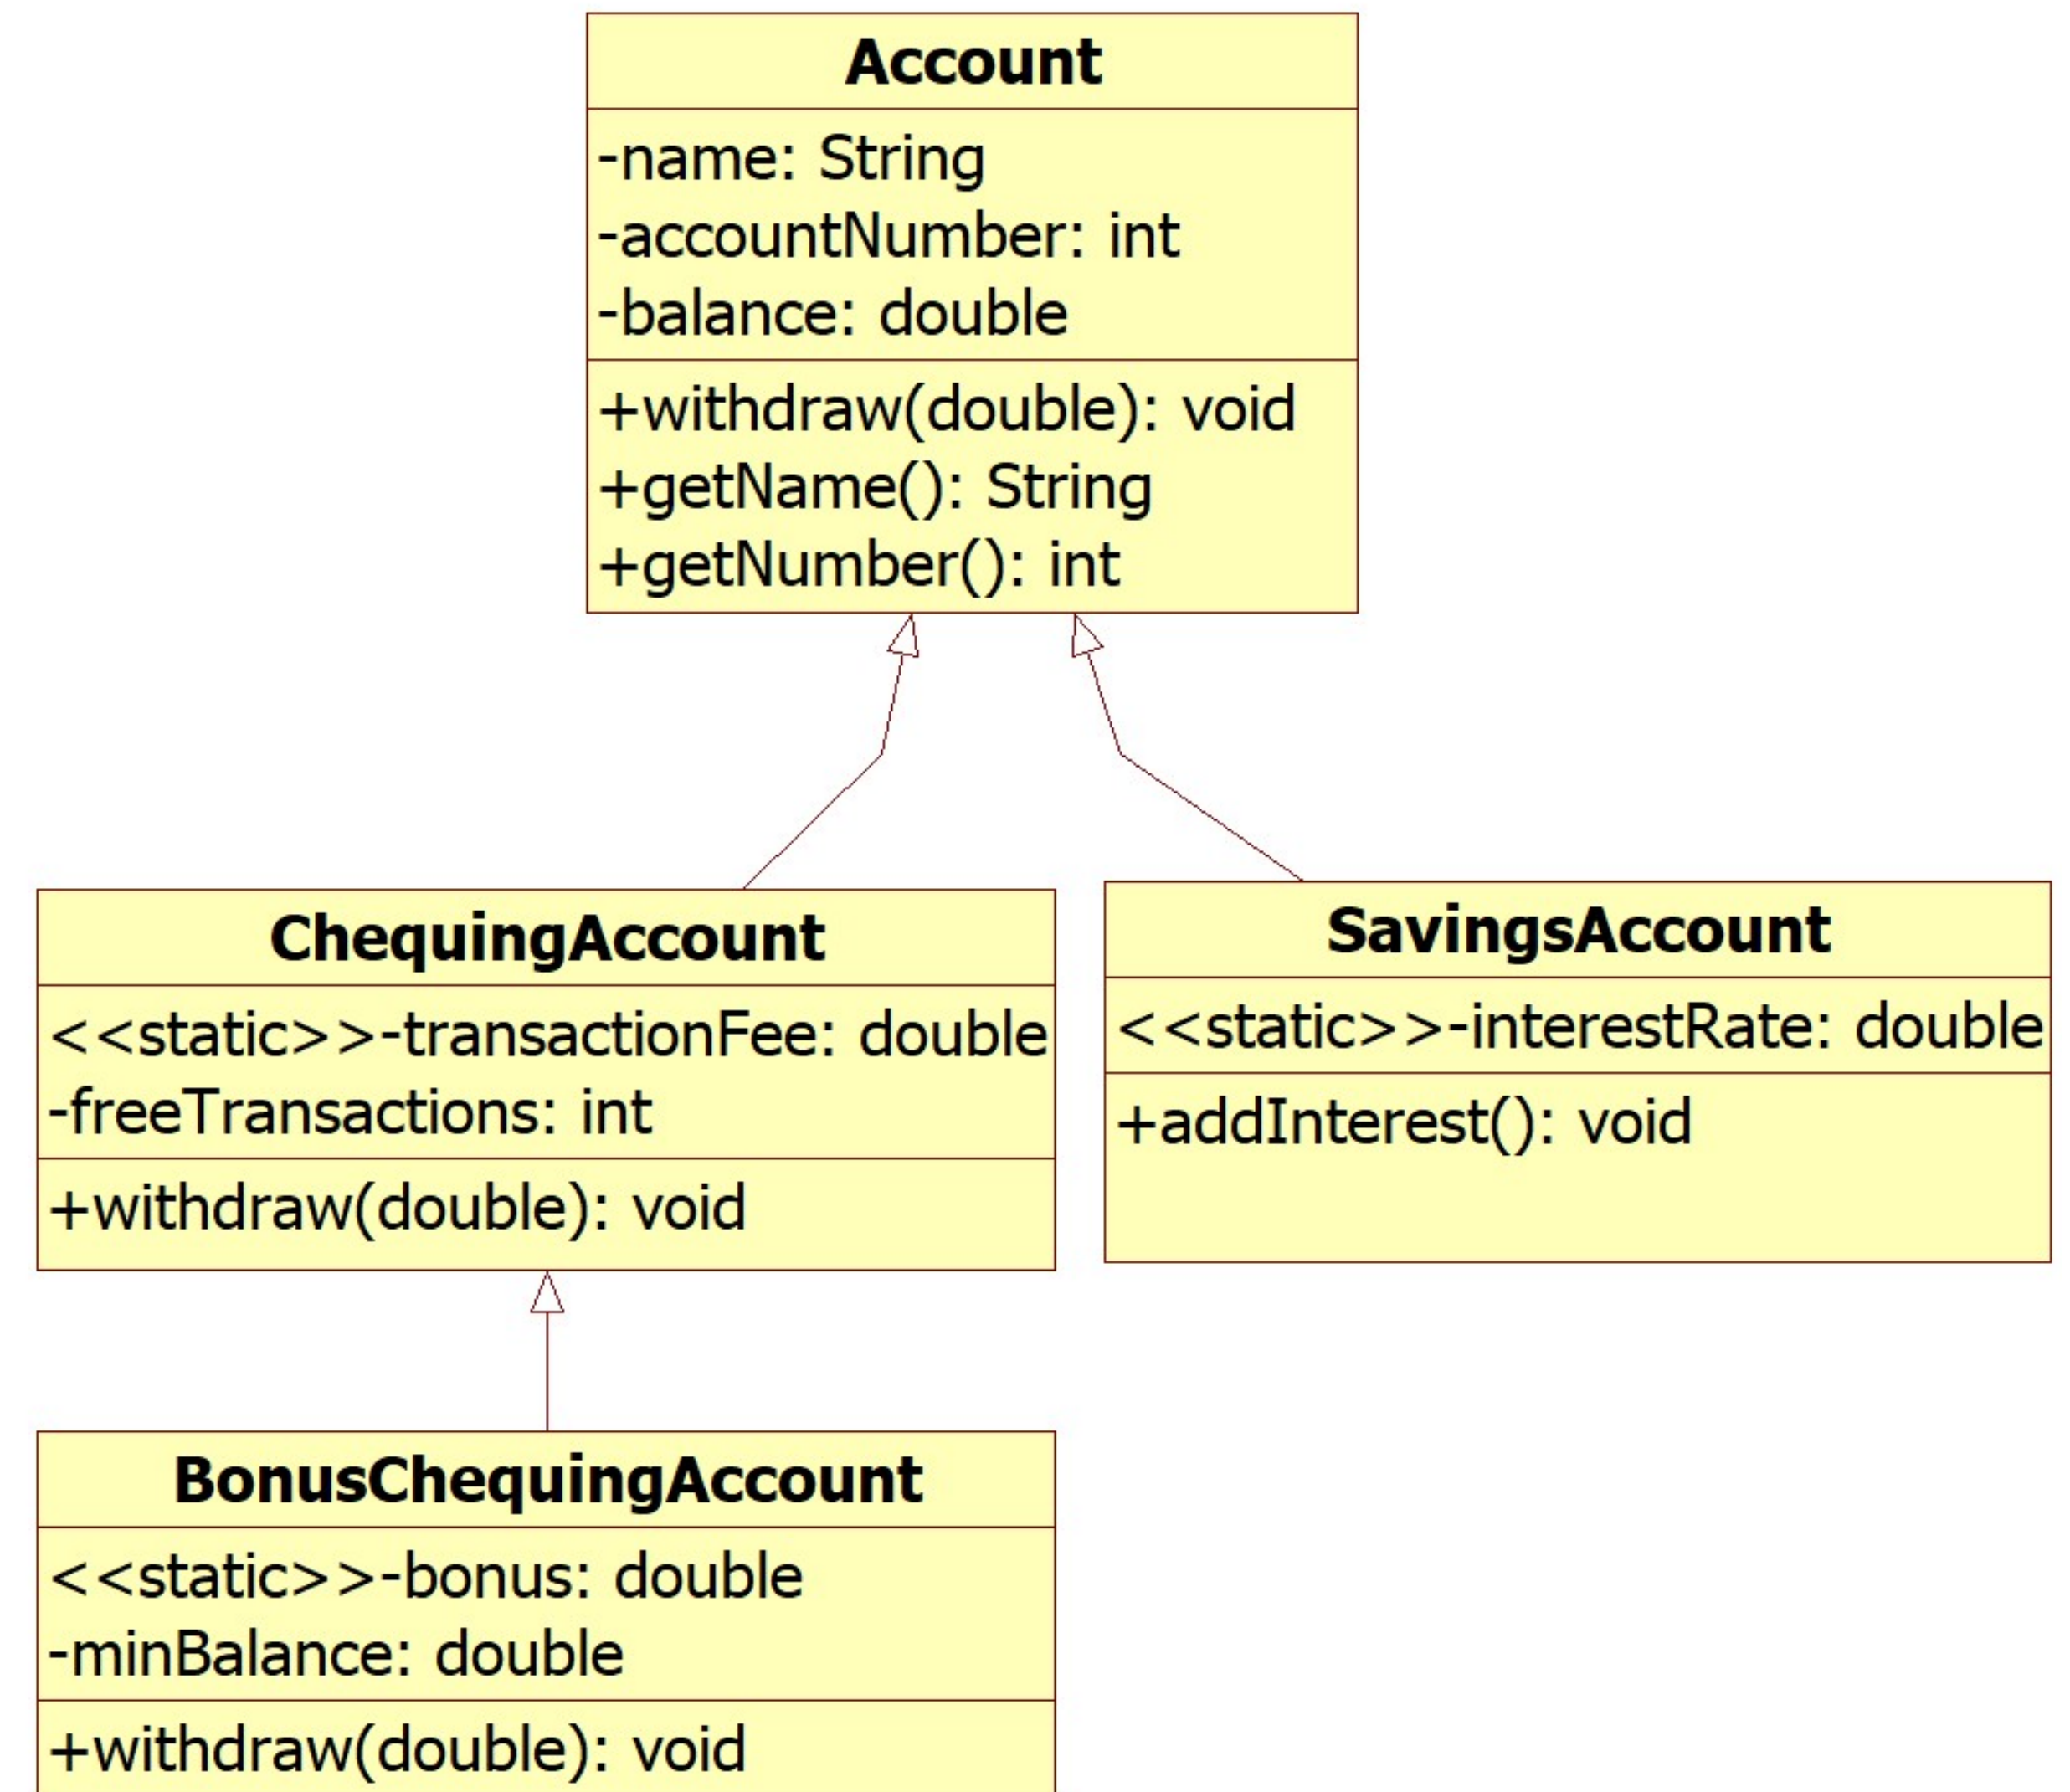 Account
-name: String
-accountNumber: int
-balance: double
+withdraw(double): void
+getName(): String
+getNumber(): int
ChequingAccount
<<static>>-transactionFee: double
-freeTransactions: int
+withdraw(double): void
SavingsAccount
<<static>>-interestRate: double
+addInterest(): void
BonusChequingAccount
<<static>>-bonus: double
-minBalance: double
+withdraw(double): void